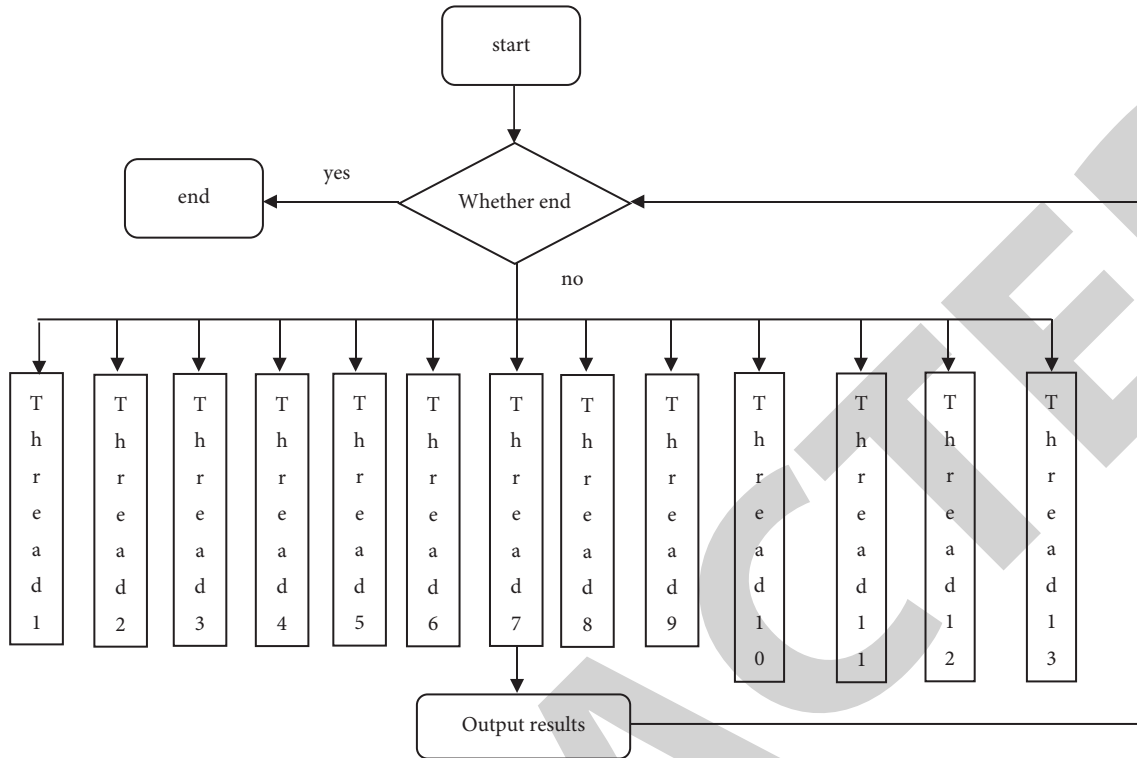 start
yes
end
Whether end
no
Thread1
Thread2
Thread3
Thread4
Thread5
Thread6
Thread7
Thread8
Thread9
Thread10
Thread11
Thread12
Thread13
Output results